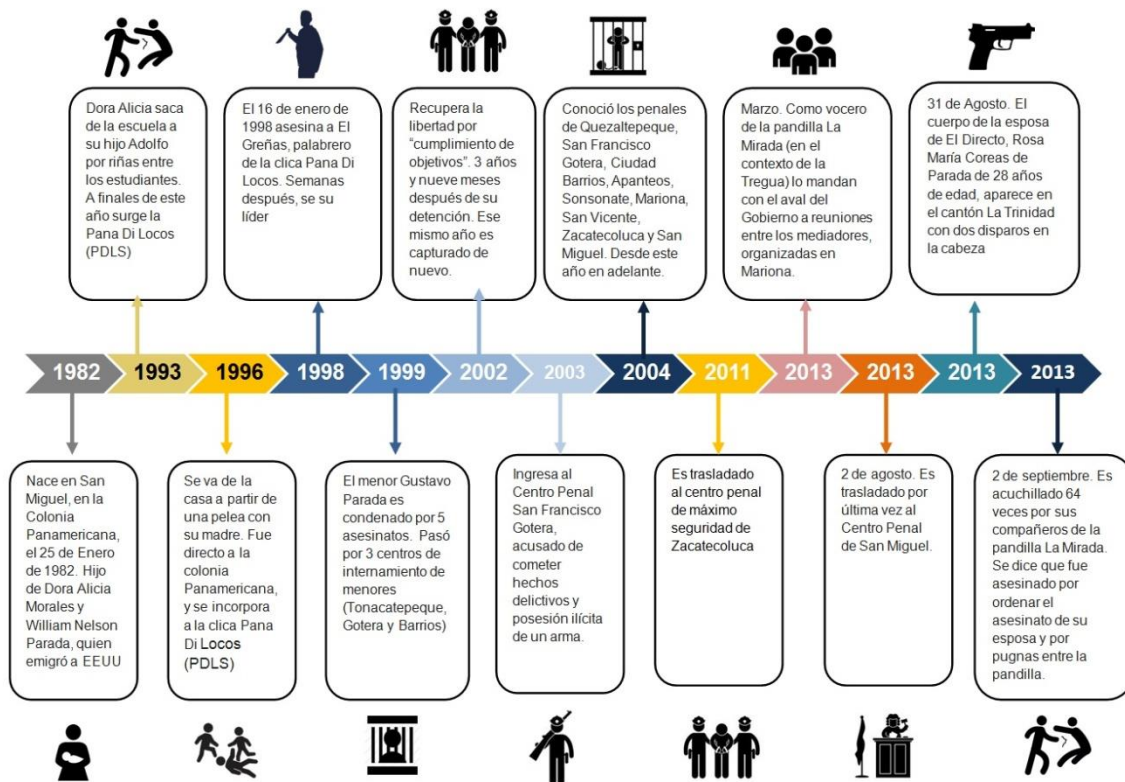 Dora Alicia saca
de la escuela a
su hijo Adolfo
por riñas entre
los estudiantes.
A finales de este
año surge la
Pana Di Locos
(PDLS)
El 16 de enero de
1998 asesina a El
Greñas, palabrero
de la clica Pana Di
Locos. Semanas
después, se su
líder
Recupera la
libertad por
“cumplimiento de
objetivos”. 3 años
y nueve meses
después de su
detención. Ese
mismo año es
capturado de
nuevo.
Conoció los penales
de Quezaltepeque,
San Francisco
Gotera, Ciudad
Barrios, Apanteos,
Sonsonate, Mariona,
San Vicente,
Zacatecoluca y San
Miguel. Desde este
año en adelante.
Marzo. Como vocero
de la pandilla La
Mirada (en el
contexto de la
Tregua) lo mandan
con el aval del
Gobierno a reuniones
entre los mediadores,
organizadas en
Mariona.
31 de Agosto. El
cuerpo de la esposa
de El Directo, Rosa
María Coreas de
Parada de 28 años
de edad, aparece en
el cantón La Trinidad
con dos disparos en
la cabeza
1982 1993 1996 1998 1999 2002 2003 2004 2011 2013 2013 2013 2013
Nace en San
Miguel, en la
Colonia
Panamericana,
el 25 de Enero
de 1982. Hijo
de Dora Alicia
Morales y
William Nelson
Parada, quien
emigró a EEUU
Se va de la
casa a partir de
una pelea con
su madre. Fue
directo a la
colonia
Panamericana,
y se incorpora
a la clica Pana
Di Locos
(PDLS)
El menor Gustavo
Parada es
condenado por 5
asesinatos. Pasó
por 3 centros de
internamiento de
menores
(Tonacatepeque,
Gotera y Barrios)
Ingresa al
Centro Penal
San Francisco
Gotera,
acusado de
cometer
hechos
delictivos y
posesión ilícita
de un arma.
Es trasladado
al centro penal
de máximo
seguridad de
Zacatecoluca
2 de agosto. Es
trasladado por
última vez al
Centro Penal
de San Miguel.
2 de septiembre. Es
acuchillado 64
veces por sus
compañeros de la
pandilla La Mirada.
Se dice que fue
asesinado por
ordenar el
asesinato de su
esposa y por
pugnas entre la
pandilla.